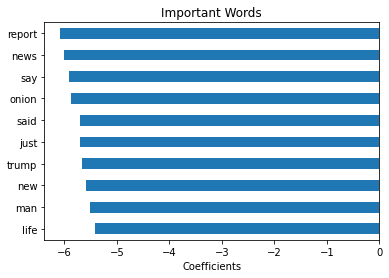 Important Words
report
news
say
onion
said
just
trump
new
man
life
−6 −5 −4 −3 −2 −1 0
Coefficients